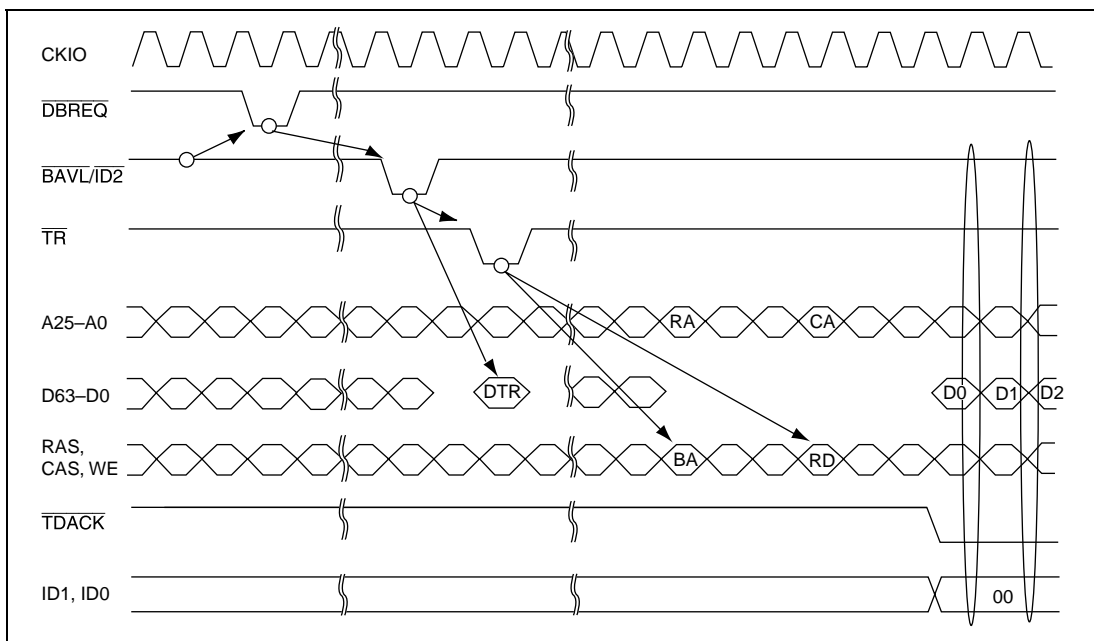 CKIO
DBREQ
BAVL/ID2
TR
A25–A0 RA CA
D63–D0 DTR D0 D1 D2
RAS,
CAS, WE BA RD
TDACK
ID1, ID0 00